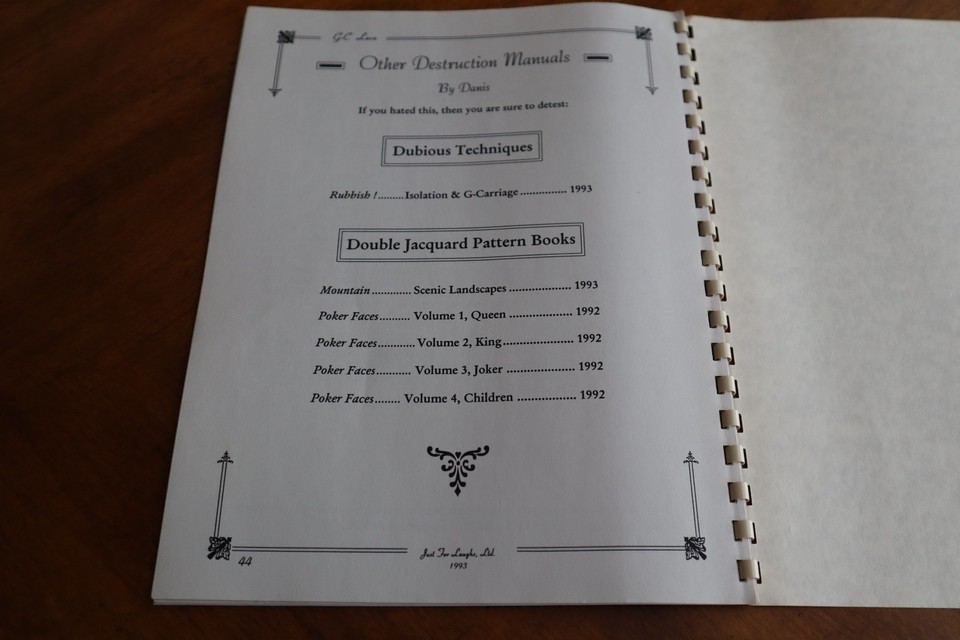 GC Lace
Other Destruction Manuals
By Danis
If you hated this, then you are sure to detest:
Dubious Techniques
Rubbish !.........Isolation & G-Carriage ............... 1993
Double Jacquard Pattern Books
Mountain ............. Scenic Landscapes .................... 1993
Poker Faces.......... Volume 1, Queen .................... 1992
Poker Faces............ Volume 2, King..................... 1992
Poker Faces........... Volume 3, Joker .................... 1992
Poker Faces........ Volume 4, Children .................. 1992
44
Just For Laughs, Ltd.
1993